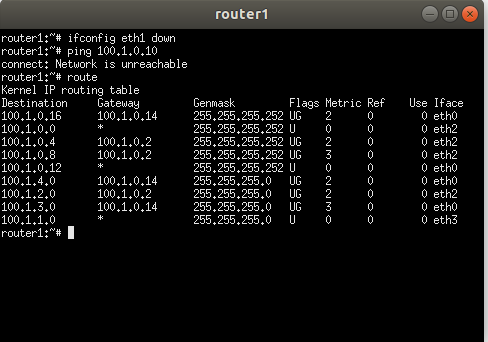 router1
router1:~# ifconfig eth1 down
router1:~# ping 100.1.0.10
connect: Network is unreachable
router1:~# route
Kernel IP routing table
Destination     Gateway         Genmask         Flags Metric Ref    Use Iface
100.1.0.16      100.1.0.14      255.255.255.252 UG    2      0        0 eth0
100.1.0.0       *               255.255.255.252 U     0      0        0 eth2
100.1.0.4       100.1.0.2       255.255.255.252 UG    2      0        0 eth2
100.1.0.8       100.1.0.2       255.255.255.252 UG    3      0        0 eth2
100.1.0.12      *               255.255.255.252 U     0      0        0 eth0
100.1.4.0       100.1.0.14      255.255.255.0   UG    2      0        0 eth0
100.1.2.0       100.1.0.2       255.255.255.0   UG    2      0        0 eth2
100.1.3.0       100.1.0.14      255.255.255.0   UG    3      0        0 eth0
100.1.1.0       *               255.255.255.0   U     0      0        0 eth3
router1:~#